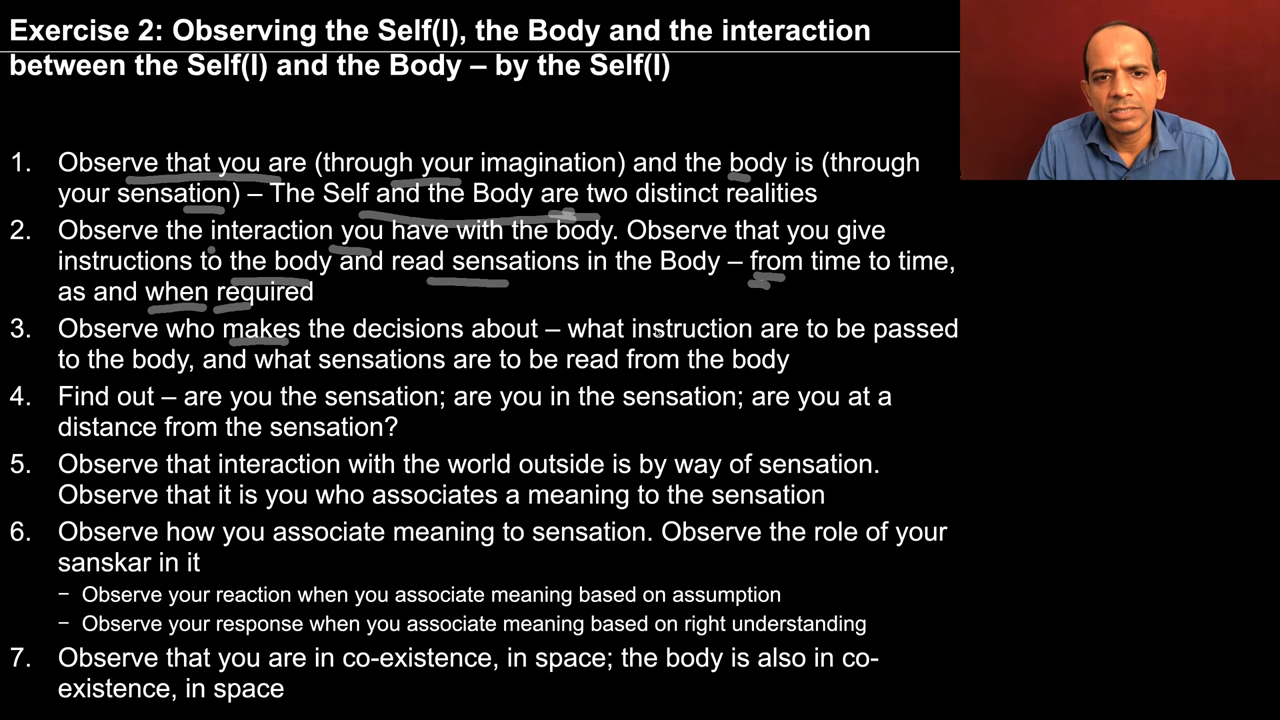 Exercise 2: Observing the Self(I), the Body and the interaction
between the Self(I) and the Body – by the Self(I)
1. Observe that you are (through your imagination) and the body is (through
your sensation) – The Self and the Body are two distinct realities
2. Observe the interaction you have with the body. Observe that you give
instructions to the body and read sensations in the Body – from time to time,
as and when required
3. Observe who makes the decisions about – what instruction are to be passed
to the body, and what sensations are to be read from the body
4. Find out – are you the sensation; are you in the sensation; are you at a
distance from the sensation?
5. Observe that interaction with the world outside is by way of sensation.
Observe that it is you who associates a meaning to the sensation
6. Observe how you associate meaning to sensation. Observe the role of your
sanskar in it
– Observe your reaction when you associate meaning based on assumption
– Observe your response when you associate meaning based on right understanding
7. Observe that you are in co-existence, in space; the body is also in co-
existence, in space